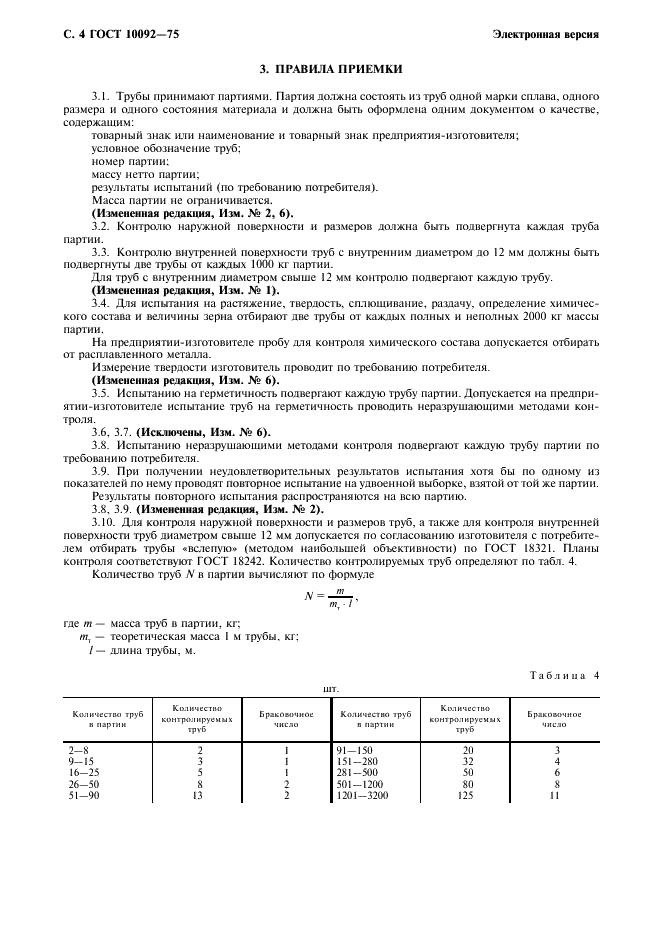 С. 4 ГОСТ 10092—75 Электронная версия
3. ПРАВИЛА ПРИЕМКИ
3.1. Трубы принимают партиями. Партия должна состоять из труб одной марки сплава, одного
размера и одного состояния материала и должна быть оформлена одним документом о качестве,
содержащим:
товарный знак или наименование и товарный знак предприятия-изготовителя;
условное обозначение труб;
номер партии;
массу нетто партии;
результаты испытаний (по требованию потребителя).
Масса партии не ограничивается.
(Измененная редакция, Изм. № 2, 6).
3.2. Контролю наружной поверхности и размеров должна быть подвергнута каждая труба
партии.
3.3. Контролю внутренней поверхности труб с внутренним диаметром до 12 мм должны быть
подвергнуты две трубы от каждых 1000 кг партии.
Для труб с внутренним диаметром свыше 12 мм контролю подвергают каждую трубу.
(Измененная редакция, Изм. № 1).
3.4. Для испытания на растяжение, твердость, сплющивание, раздачу, определение химичес-
кого состава и величины зерна отбирают две трубы от каждых полных и неполных 2000 кг массы
партии.
На предприятии-изготовителе пробу для контроля химического состава допускается отбирать
от расплавленного металла.
Измерение твердости изготовитель проводит по требованию потребителя.
(Измененная редакция, Изм. № 6).
3.5. Испытанию на герметичность подвергают каждую трубу партии. Допускается на предпри-
ятии-изготовителе испытание труб на герметичность проводить неразрушающими методами кон-
троля.
3.6, 3.7. (Исключены, Изм. № 6).
3.8. Испытанию неразрушающими методами контроля подвергают каждую трубу партии по
требованию потребителя.
3.9. При получении неудовлетворительных результатов испытания хотя бы по одному из
показателей по нему проводят повторное испытание на удвоенной выборке, взятой от той же партии.
Результаты повторного испытания распространяются на всю партию.
3.8, 3.9. (Измененная редакция, Изм. № 2).
3.10. Для контроля наружной поверхности и размеров труб, а также для контроля внутренней
поверхности труб диаметром свыше 12 мм допускается по согласованию изготовителя с потребите-
лем отбирать трубы «вслепую» (методом наибольшей объективности) по ГОСТ 18321. Планы
контроля соответствуют ГОСТ 18242. Количество контролируемых труб определяют по табл. 4.
Количество труб N в партии вычисляют по формуле
N = m / (mт · l) ,
где m — масса труб в партии, кг;
mт — теоретическая масса 1 м трубы, кг;
l — длина трубы, м.
Таблица 4
шт.
Количество труб в партии | Количество контролируемых труб | Браковочное число | Количество труб в партии | Количество контролируемых труб | Браковочное число
2—8 2 1 91—150 20 3
9—15 3 1 151—280 32 4
16—25 5 1 281—500 50 6
26—50 8 2 501—1200 80 8
51—90 13 2 1201—3200 125 11